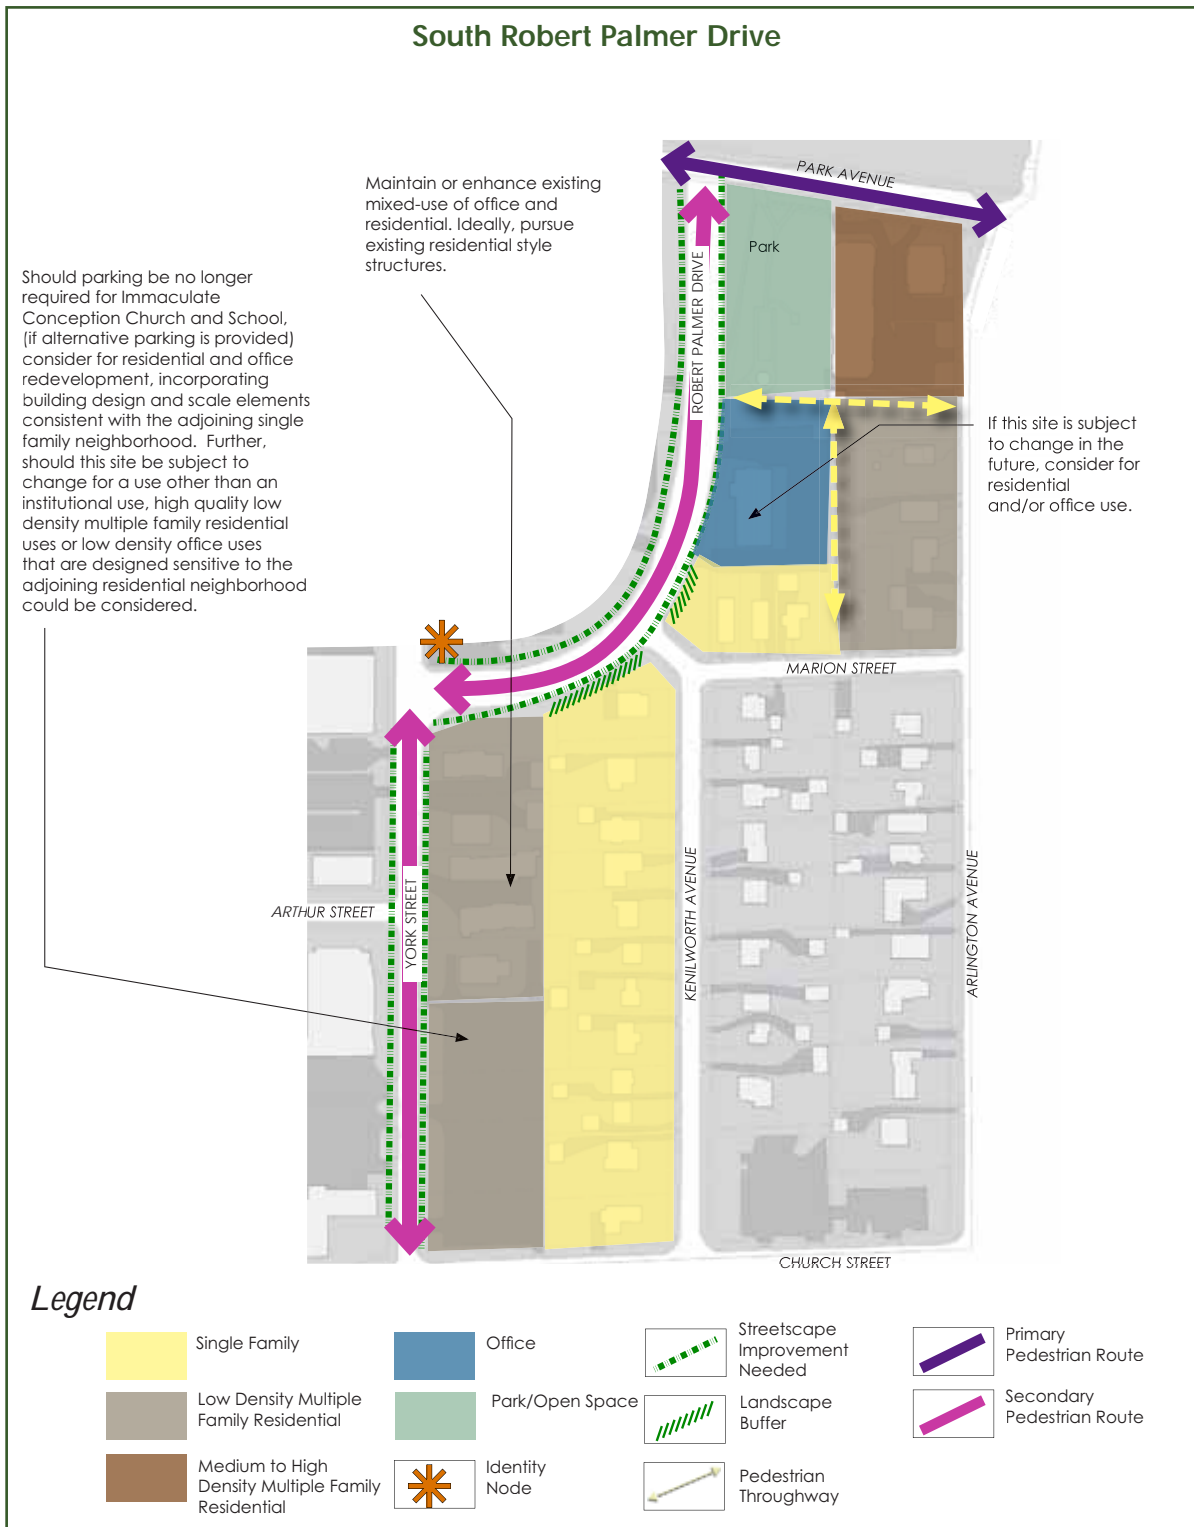 South Robert Palmer Drive
PARK AVENUE
Maintain or enhance existing
mixed-use of office and
residential. Ideally, pursue
existing residential style
structures.
Park
ROBERT PALMER DRIVE
Should parking be no longer
required for Immaculate
Conception Church and School,
(if alternative parking is provided)
consider for residential and office
redevelopment, incorporating
building design and scale elements
consistent with the adjoining single
family neighborhood. Further,
should this site be subject to
change for a use other than an
institutional use, high quality low
density multiple family residential
uses or low density office uses
that are designed sensitive to the
adjoining residential neighborhood
could be considered.
If this site is subject
to change in the
future, consider for
residential
and/or office use.
MARION STREET
ARTHUR STREET
YORK STREET
KENILWORTH AVENUE
ARLINGTON AVENUE
CHURCH STREET
Legend
Single Family
Low Density Multiple
Family Residential
Medium to High
Density Multiple Family
Residential
Office
Park/Open Space
Identity
Node
Streetscape
Improvement
Needed
Landscape
Buffer
Pedestrian
Throughway
Primary
Pedestrian Route
Secondary
Pedestrian Route